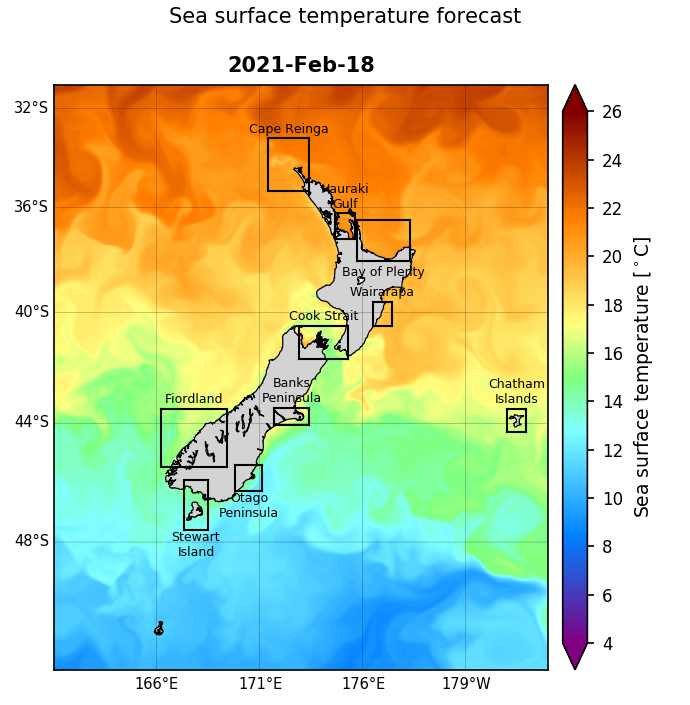 Sea surface temperature forecast
2021-Feb-18
32°S
36°S
40°S
44°S
48°S
166°E
171°E
176°E
179°W
Cape Reinga
Hauraki
Gulf
Bay of Plenty
Wairarapa
Cook Strait
Banks
Peninsula
Fiordland
Chatham
Islands
Otago
Peninsula
Stewart
Island
26
24
22
20
18
16
14
12
10
8
6
4
Sea surface temperature [°C]